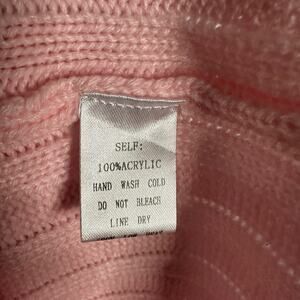 SELF:
100%ACRYLIC
HAND WASH COLD
DO NOT BLEACH
LINE DRY